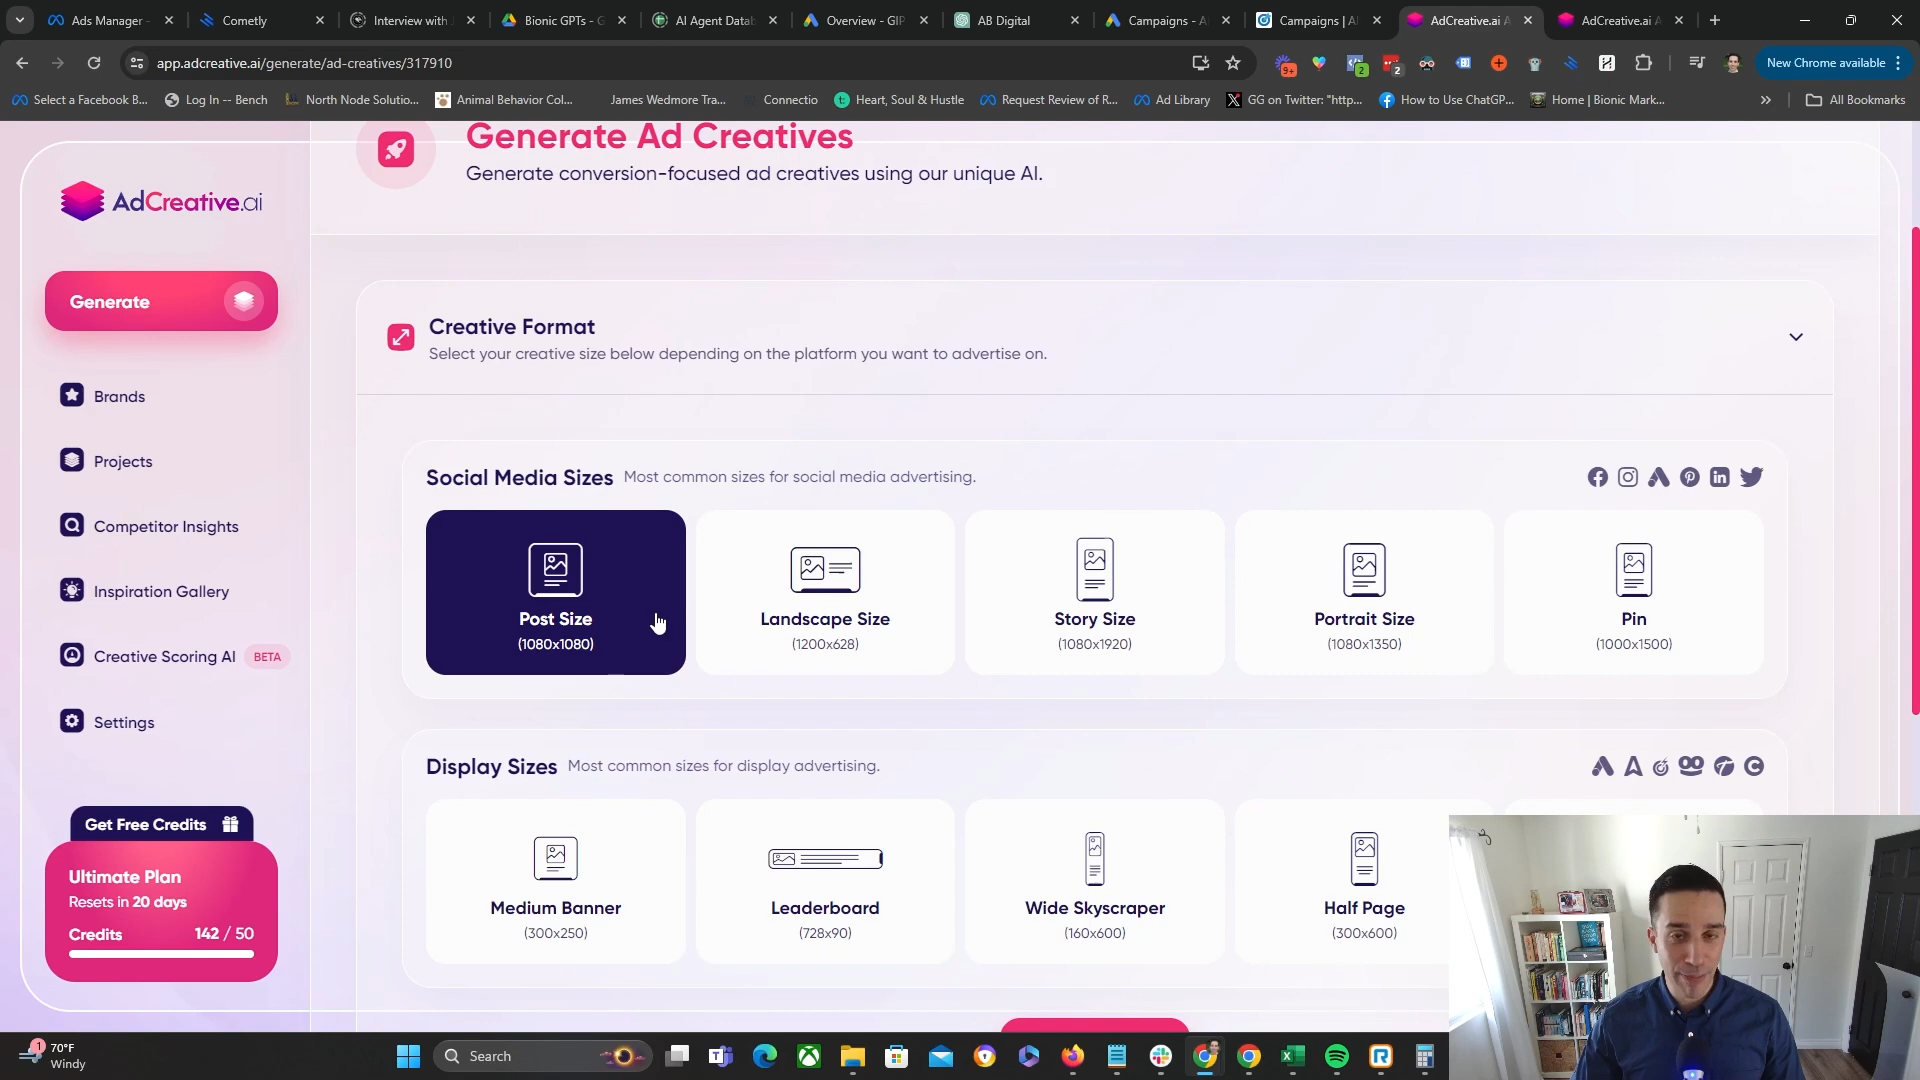 Ads Manager -
Cometly
Interview with
Bionic GPTs - G
AI Agent Datab
Overview - GIP
AB Digital
Campaigns - A
Campaigns | A
AdCreative.ai A
AdCreative.ai A
app.adcreative.ai/generate/ad-creatives/317910
9+
2
2
New Chrome available
Select a Facebook B...
Log In -- Bench
North Node Solutio...
Animal Behavior Col...
James Wedmore Tra...
Connectio
Heart, Soul & Hustle
Request Review of R...
Ad Library
GG on Twitter: "http...
How to Use ChatGP...
Home | Bionic Mark...
All Bookmarks
AdCreative.ai
Generate
Brands
Projects
Competitor Insights
Inspiration Gallery
Creative Scoring AI BETA
Settings
Get Free Credits
Ultimate Plan
Resets in 20 days
Credits 142 / 50
Generate Ad Creatives
Generate conversion-focused ad creatives using our unique AI.
Creative Format
Select your creative size below depending on the platform you want to advertise on.
Social Media Sizes Most common sizes for social media advertising.
Post Size
(1080x1080)
Landscape Size
(1200x628)
Story Size
(1080x1920)
Portrait Size
(1080x1350)
Pin
(1000x1500)
Display Sizes Most common sizes for display advertising.
Medium Banner
(300x250)
Leaderboard
(728x90)
Wide Skyscraper
(160x600)
Half Page
(300x600)
1
70°F
Windy
Search